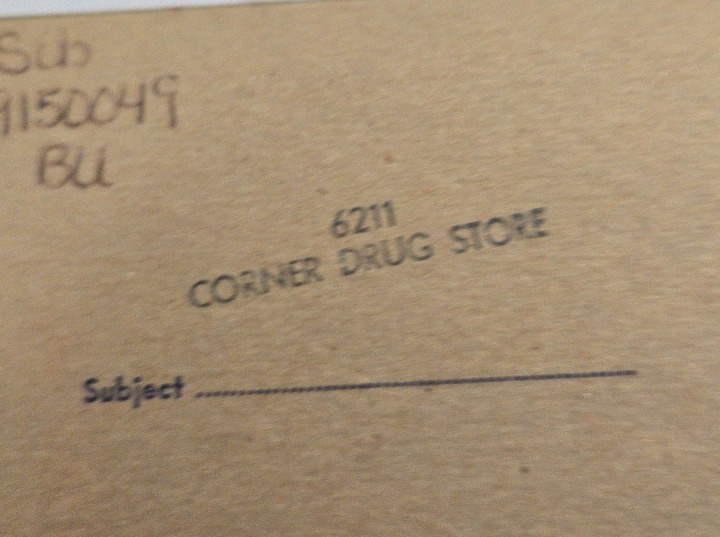 Sub
9150049
BU
6211
CORNER DRUG STORE
Subject